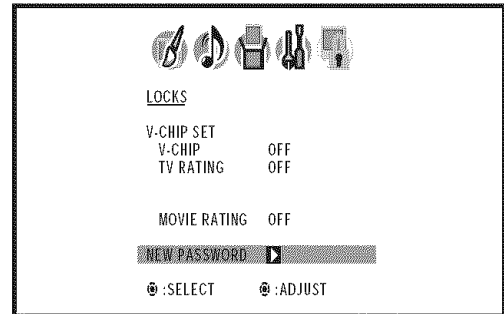 LOCKS
V-CHIP SET
V-CHIP OFF
TV RATING OFF
MOVIE RATING OFF
NEW PASSWORD
:SELECT :ADJUST